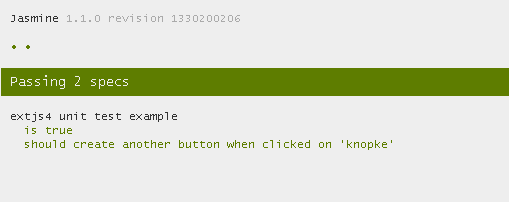 Jasmine 1.1.0 revision 1330200206
• •
Passing 2 specs
extjs4 unit test example
is true
should create another button when clicked on 'knopke'